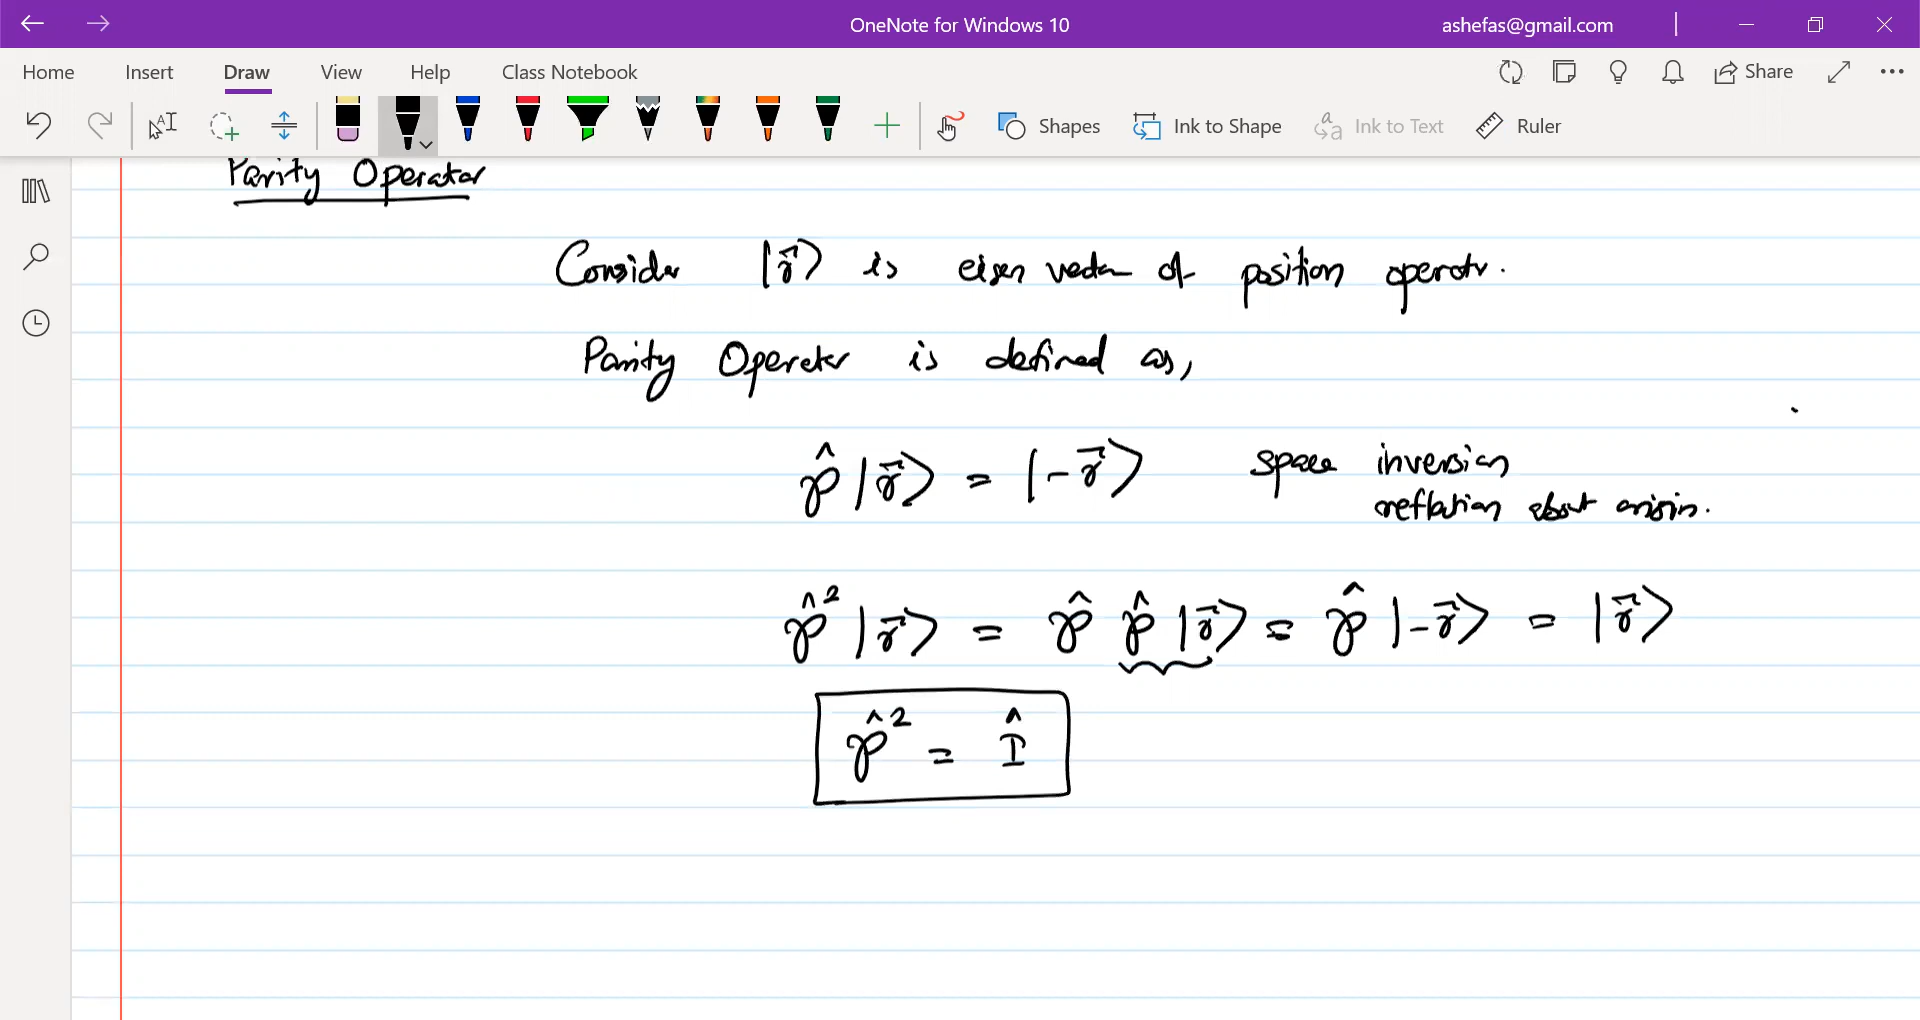 OneNote for Windows 10
ashefas@gmail.com
Home Insert Draw View Help Class Notebook
Share
Shapes Ink to Shape Ink to Text Ruler
Parity Operator
Consider |r⃗⟩ is eigen vector of position operator.
Parity Operator is defined as,
𝒫̂ |r⃗⟩ = |-r⃗⟩ space inversion
reflection about origin.
𝒫̂² |r⃗⟩ = 𝒫̂ 𝒫̂ |r⃗⟩ = 𝒫̂ |-r⃗⟩ = |r⃗⟩
𝒫̂² = Î